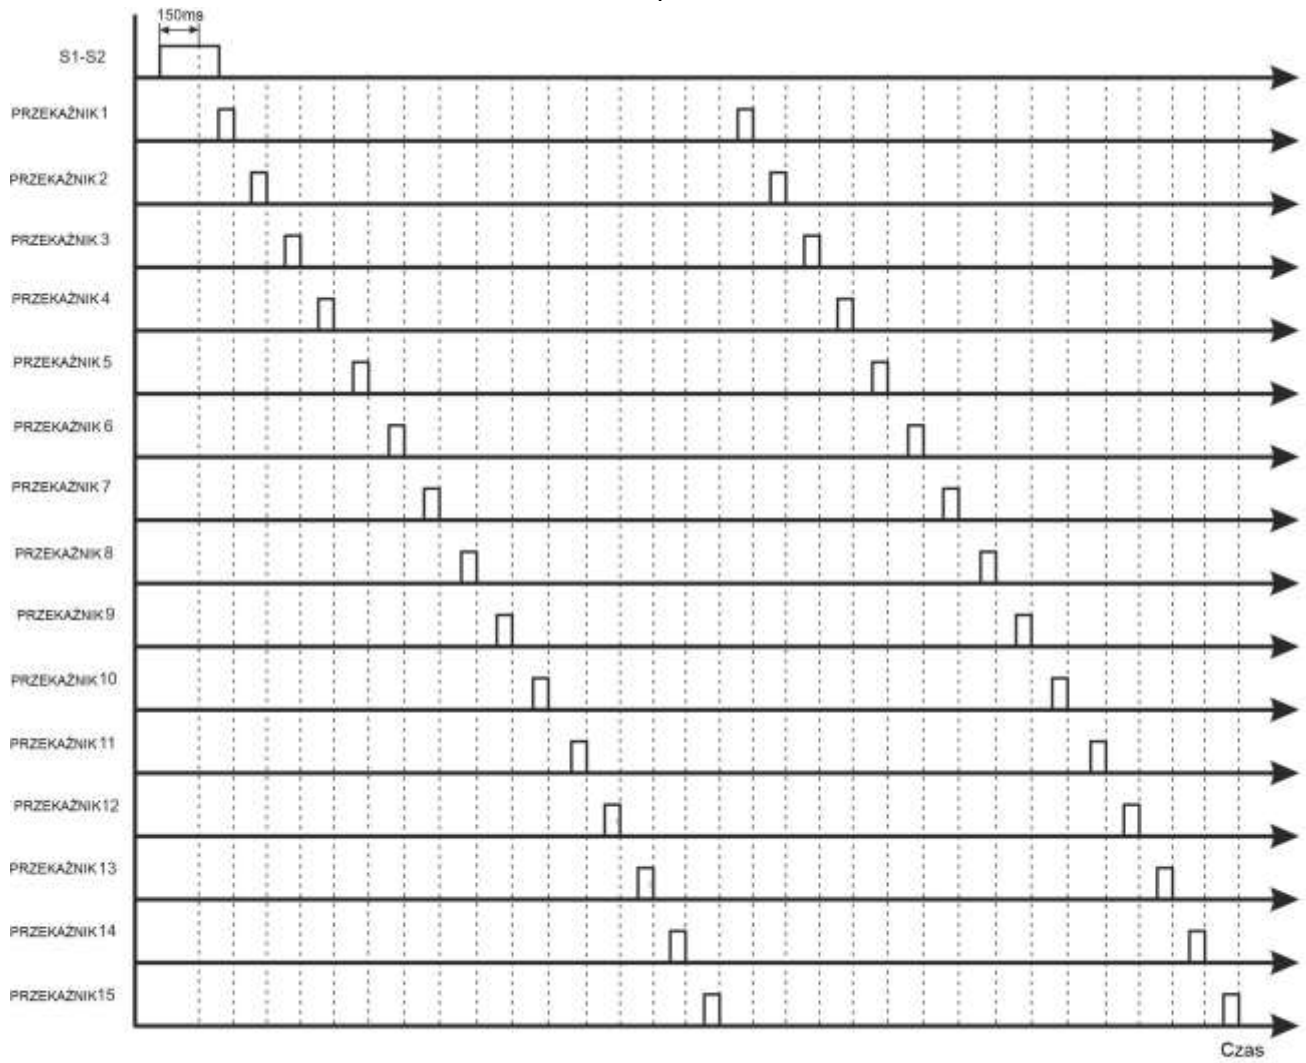 150ms
S1-S2
PRZEKAŹNIK 1
PRZEKAŹNIK 2
PRZEKAŹNIK 3
PRZEKAŹNIK 4
PRZEKAŹNIK 5
PRZEKAŹNIK 6
PRZEKAŹNIK 7
PRZEKAŹNIK 8
PRZEKAŹNIK 9
PRZEKAŹNIK 10
PRZEKAŹNIK 11
PRZEKAŹNIK 12
PRZEKAŹNIK 13
PRZEKAŹNIK 14
PRZEKAŹNIK 15
Czas